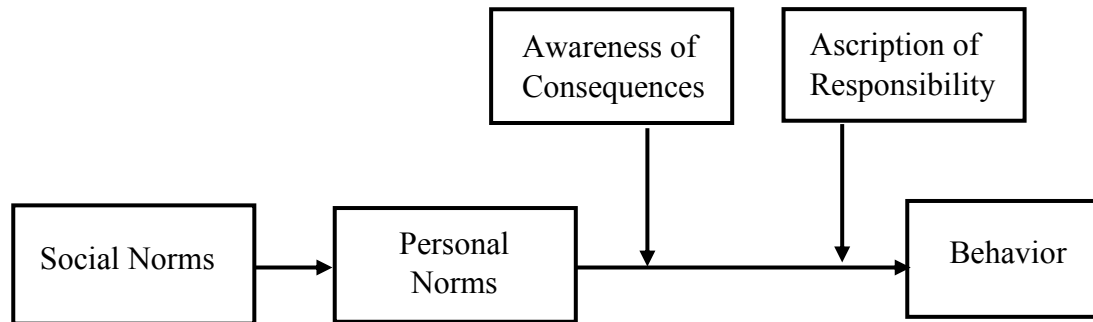 Awareness of
Consequences
Ascription of
Responsibility
Social Norms
Personal
Norms
Behavior